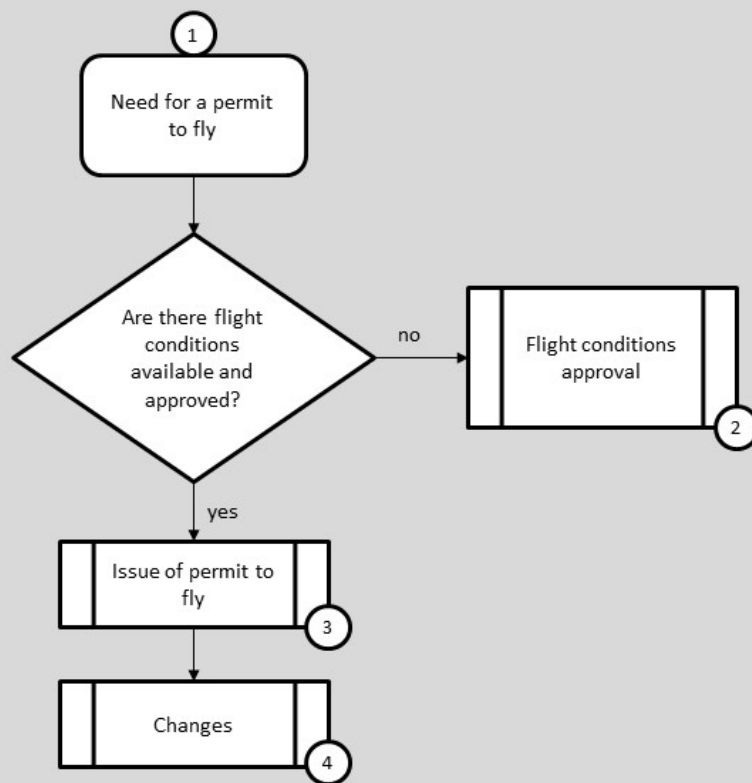 1
Need for a permit
to fly
Are there flight
conditions
available and
approved?
no
Flight conditions
approval
2
yes
Issue of permit to
fly
3
Changes
4